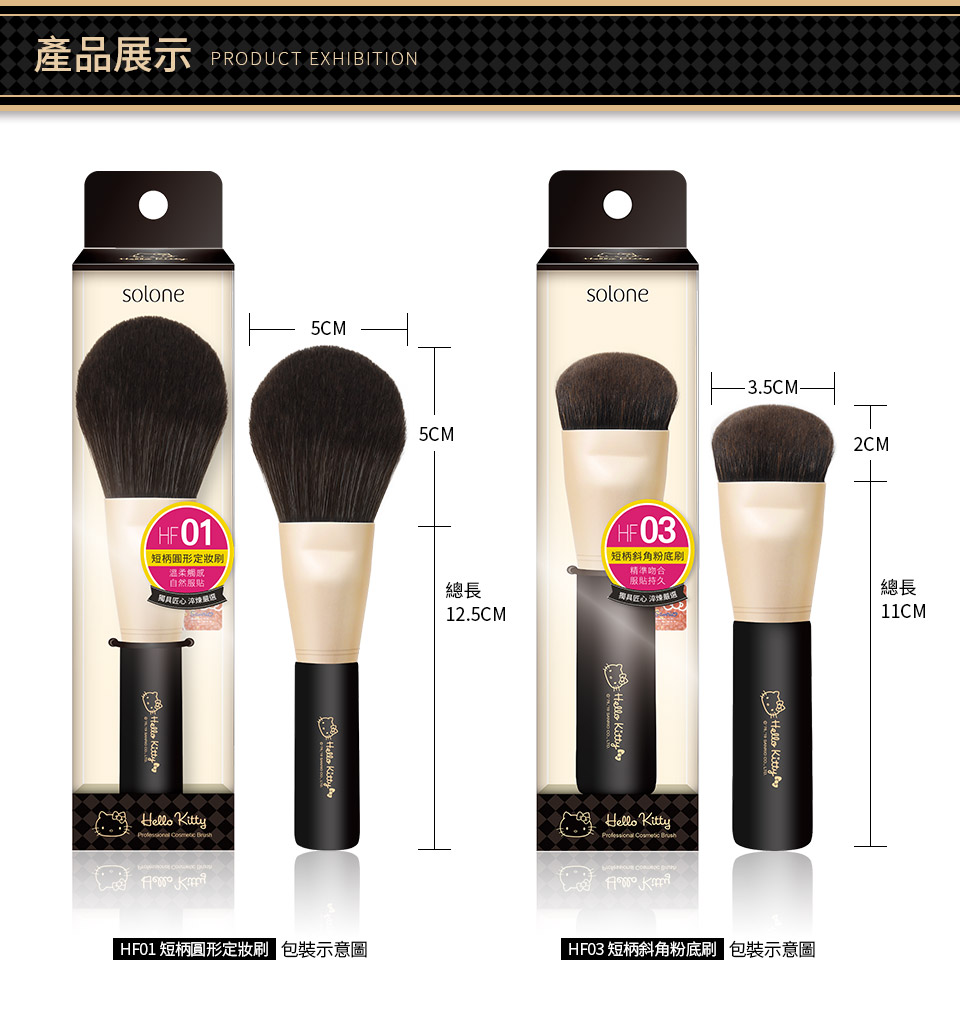 產品展示 PRODUCT EXHIBITION
solone
HF01
短柄圓形定妝刷
溫柔觸感
自然服貼
獨具匠心 淬煉嚴選
Hello Kitty
Hello Kitty
Professional Cosmetic Brush
5CM
5CM
總長
12.5CM
Hello Kitty
HF01 短柄圓形定妝刷 包裝示意圖
solone
HF03
短柄斜角粉底刷
精準吻合
服貼持久
獨具匠心 淬煉嚴選
Hello Kitty
Hello Kitty
Professional Cosmetic Brush
3.5CM
2CM
總長
11CM
Hello Kitty
HF03 短柄斜角粉底刷 包裝示意圖